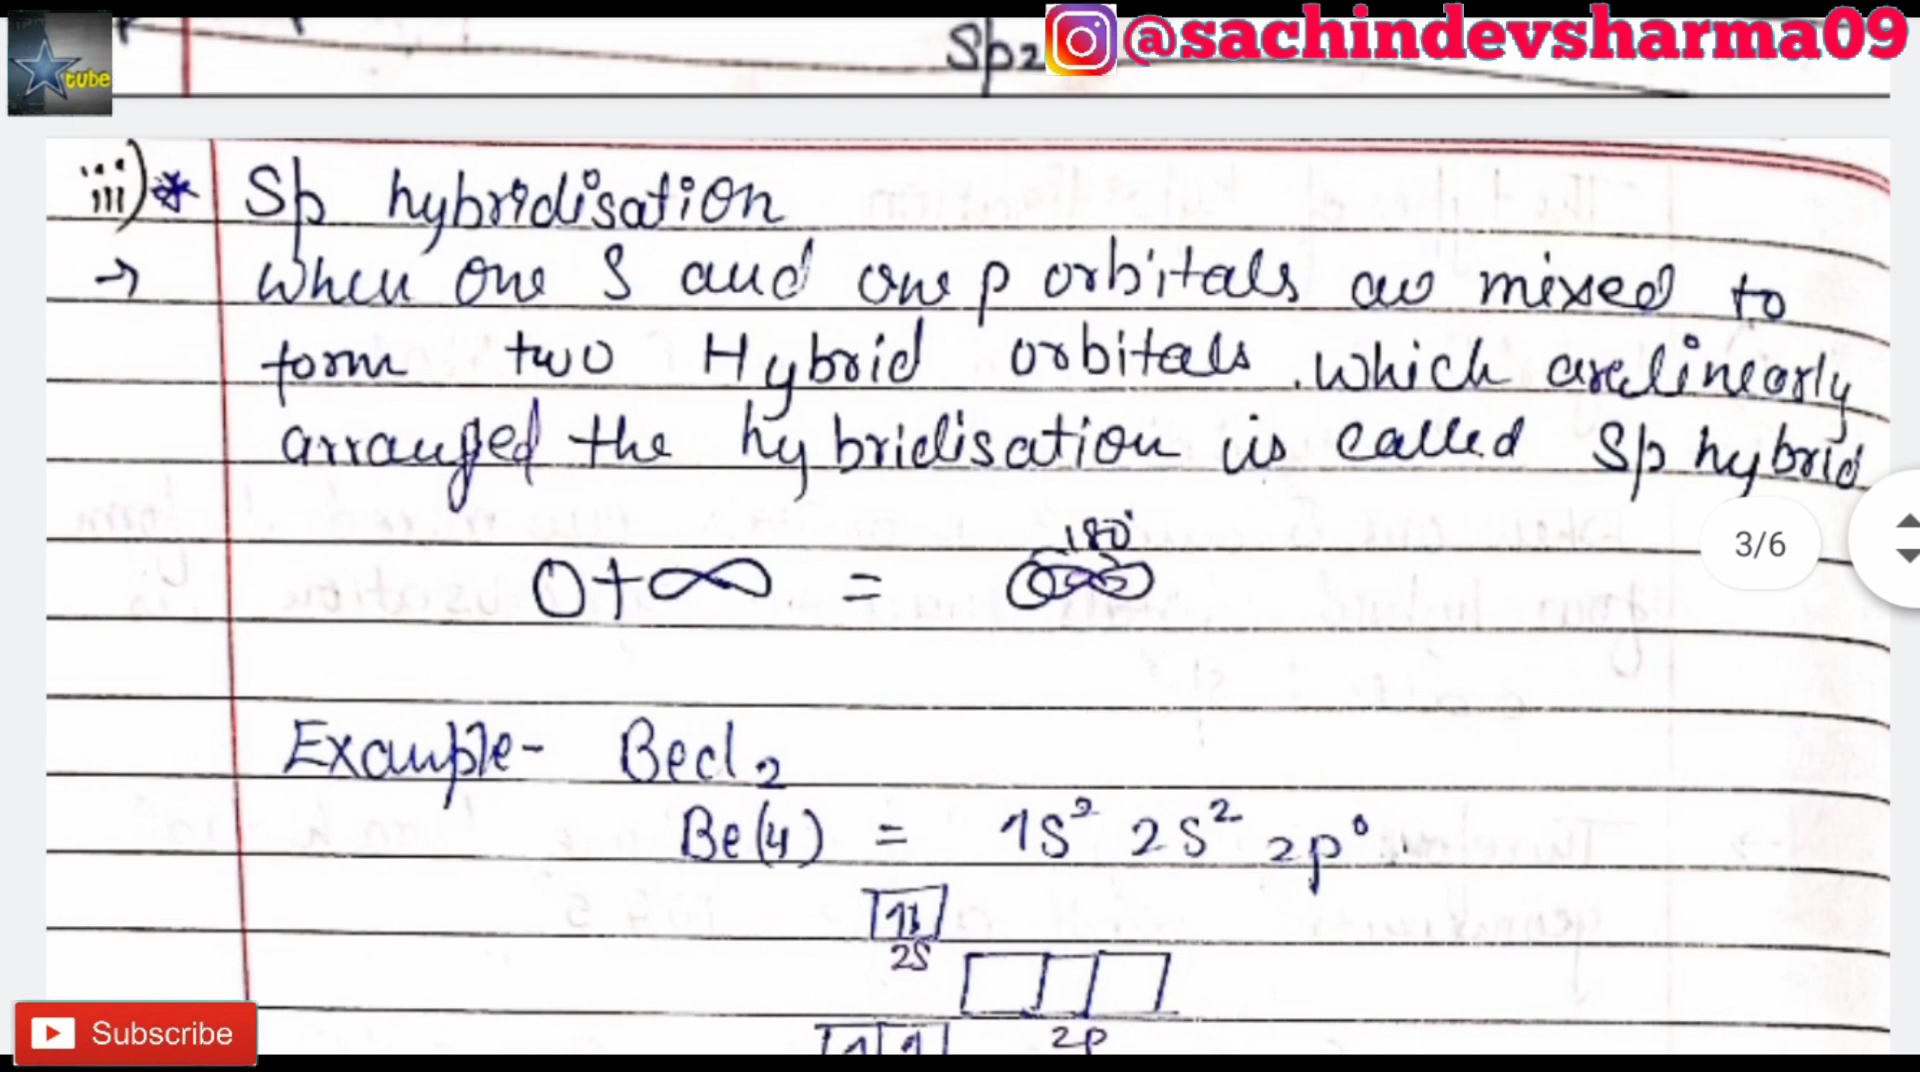 Sp2
@sachindevsharma09
tube
iii) * Sp hybridisation
→ When one S and one p orbitals are mixed to
form two Hybrid orbitals which are linearly
arranged the hybridisation is called Sp hybrid
180°
0 + ∞ =
3/6
Example- Becl2
Be(4) = 1S² 2S² 2p⁰
1⇂
2S
2p
Subscribe